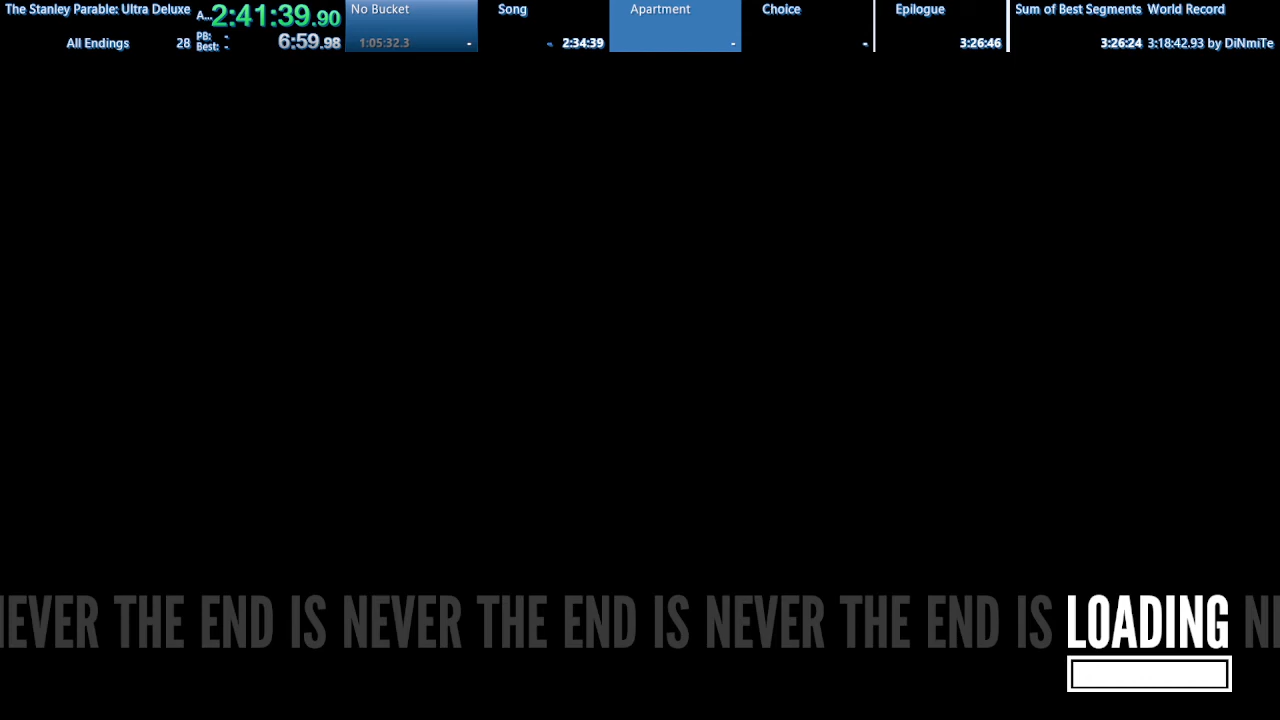 The Stanley Parable: Ultra Deluxe
All Endings 28
A... 2:41:39.90
PB: -
Best: -
6:59.98
No Bucket
1:05:32.3 -
Song
- 2:34:39
Apartment
-
Choice
-
Epilogue
3:26:46
Sum of Best Segments
3:26:24
World Record
3:18:42.93 by DiNmiTe
NEVER THE END IS NEVER THE END IS NEVER THE END IS LOADING NE